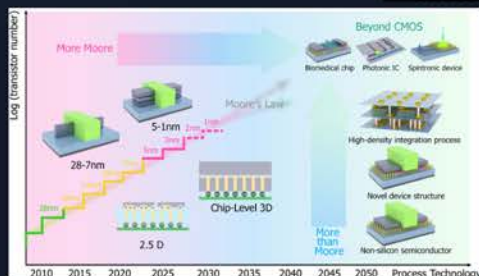 Log (transistor number)
More Moore
Beyond CMOS
Biomedical chip
Photonic IC
Spintronic device
Moore's Law
5-1nm
28-7nm
28nm
5nm
3nm
2nm
1nm
High-density integration process
Chip-Level 3D
2.5 D
Novel device structure
More
than
Moore
Non-silicon semiconductor
2010 2015 2020 2025 2030 2035 2040 2045 2050 Process Technology